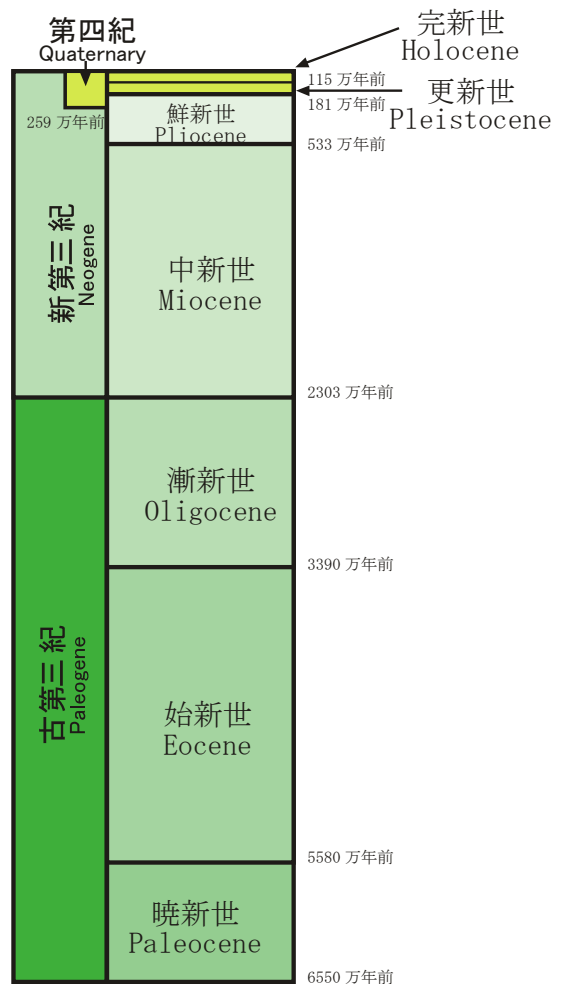 第四紀
Quaternary
完新世
Holocene
115 万年前
更新世
Pleistocene
181 万年前
259 万年前
鮮新世
Pliocene
533 万年前
新第三紀
Neogene
中新世
Miocene
2303 万年前
漸新世
Oligocene
3390 万年前
古第三紀
Paleogene
始新世
Eocene
5580 万年前
暁新世
Paleocene
6550 万年前